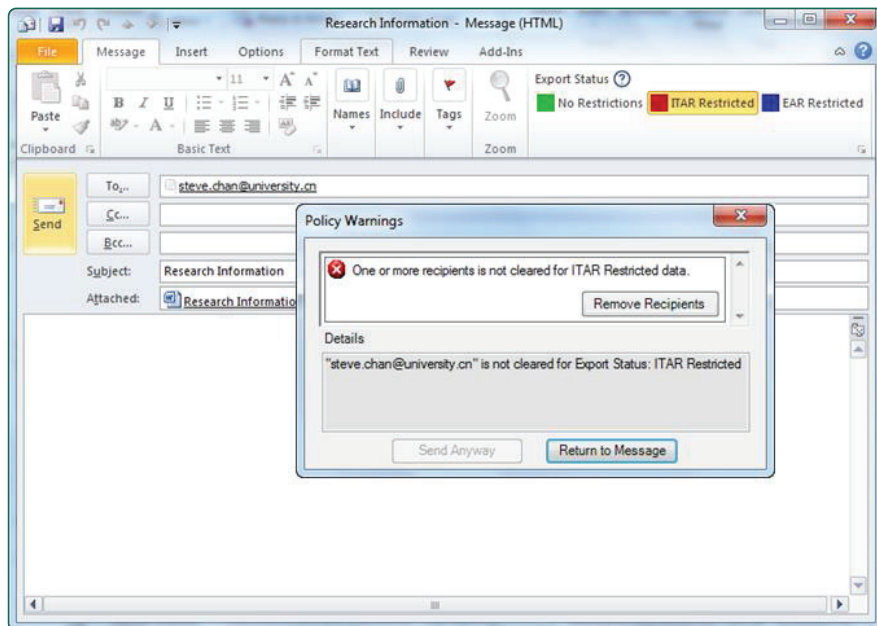 Research Information - Message (HTML)
File Message Insert Options Format Text Review Add-Ins
11 A A
Export Status ?
Paste
B I U
Names Include Tags Zoom
No Restrictions ITAR Restricted EAR Restricted
Clipboard Basic Text Zoom
Send
To... steve.chan@university.cn
Cc...
Bcc...
Subject: Research Information
Attached: Research Informatio
Policy Warnings
One or more recipients is not cleared for ITAR Restricted data.
Remove Recipients
Details
"steve.chan@university.cn" is not cleared for Export Status: ITAR Restricted
Send Anyway Return to Message